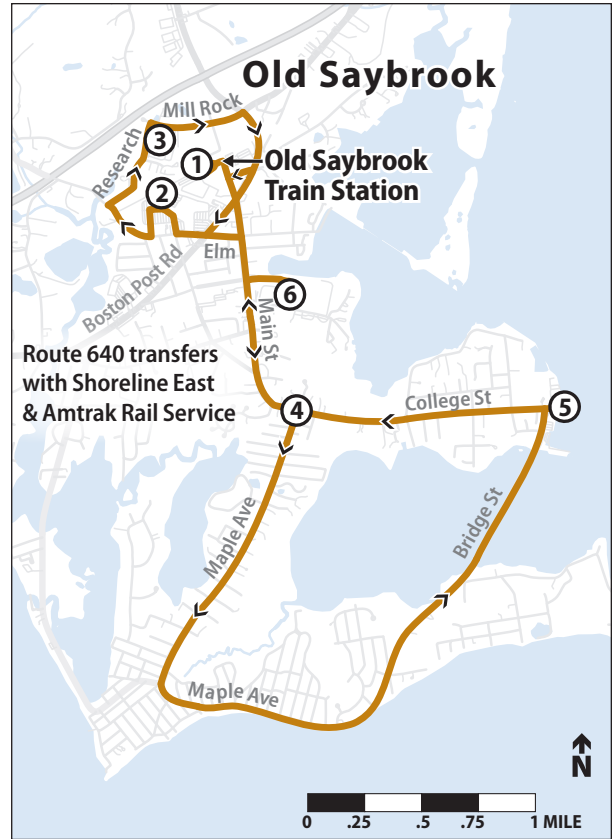 Old Saybrook
Mill Rock
3
Research
1
Old Saybrook
Train Station
2
Elm
Boston Post Rd
6
Main St
Route 640 transfers
with Shoreline East
& Amtrak Rail Service
4
College St
5
Maple Ave
Bridge St
Maple Ave
N
0 .25 .5 .75 1 MILE